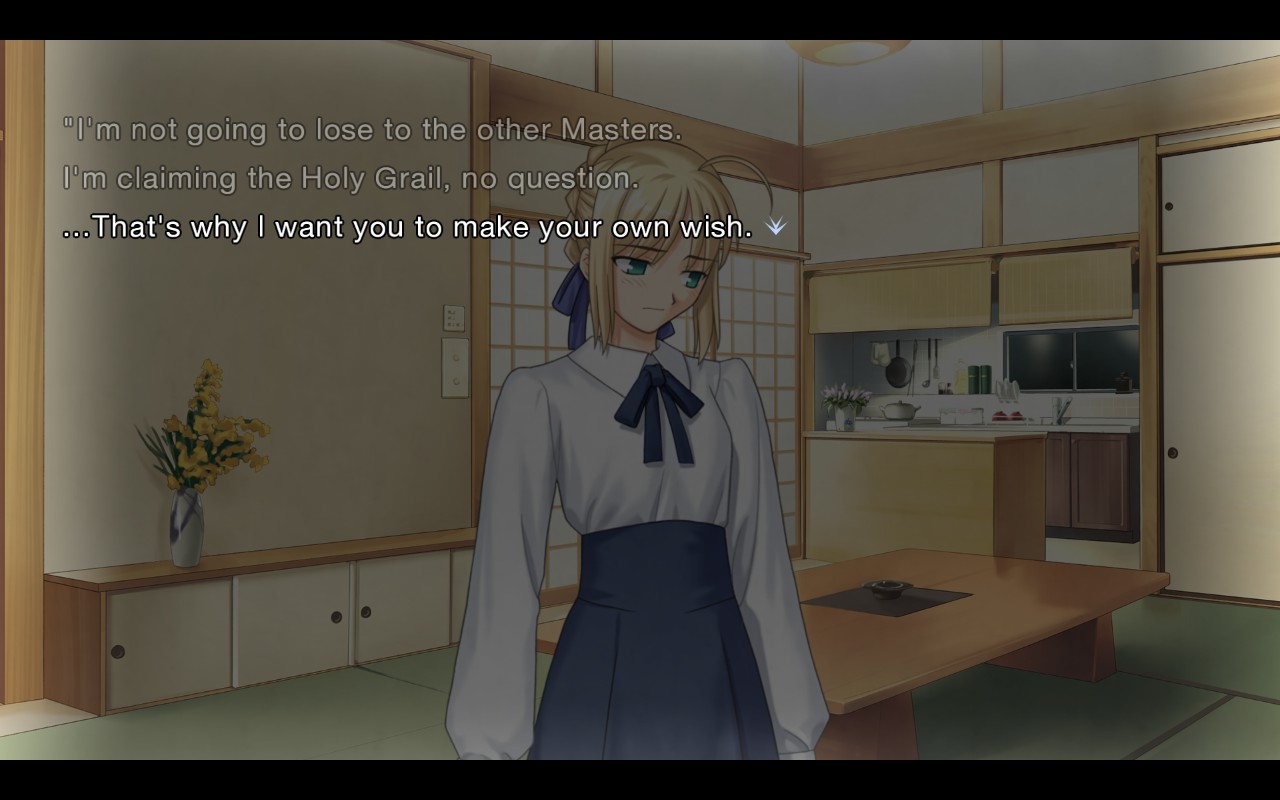 "I'm not going to lose to the other Masters.
I'm claiming the Holy Grail, no question.
...That's why I want you to make your own wish.